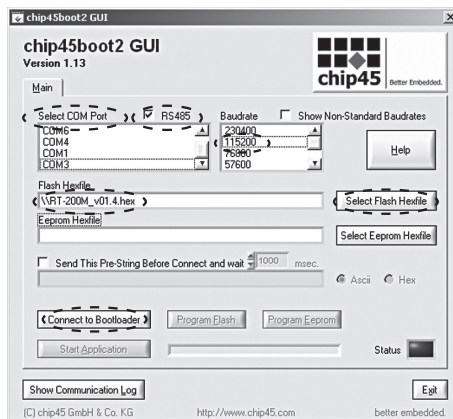 chip45boot2 GUI
chip45boot2 GUI
Version 1.13
chip45 Better Embedded.
Main
Select COM Port RS485 Baudrate Show Non-Standard Baudrates
COM6 230400
COM4 115200
COM1 76800
COM3 57600
Help
Flash Hexfile
\\RT-200M_v01.4.hex Select Flash Hexfile
Eeprom Hexfile
Select Eeprom Hexfile
Send This Pre-String Before Connect and wait 1000 msec.
Ascii Hex
Connect to Bootloader Program Flash Program Eeprom
Start Application Status
Show Communication Log Exit
(C) chip45 GmbH & Co. KG http://www.chip45.com better embedded.